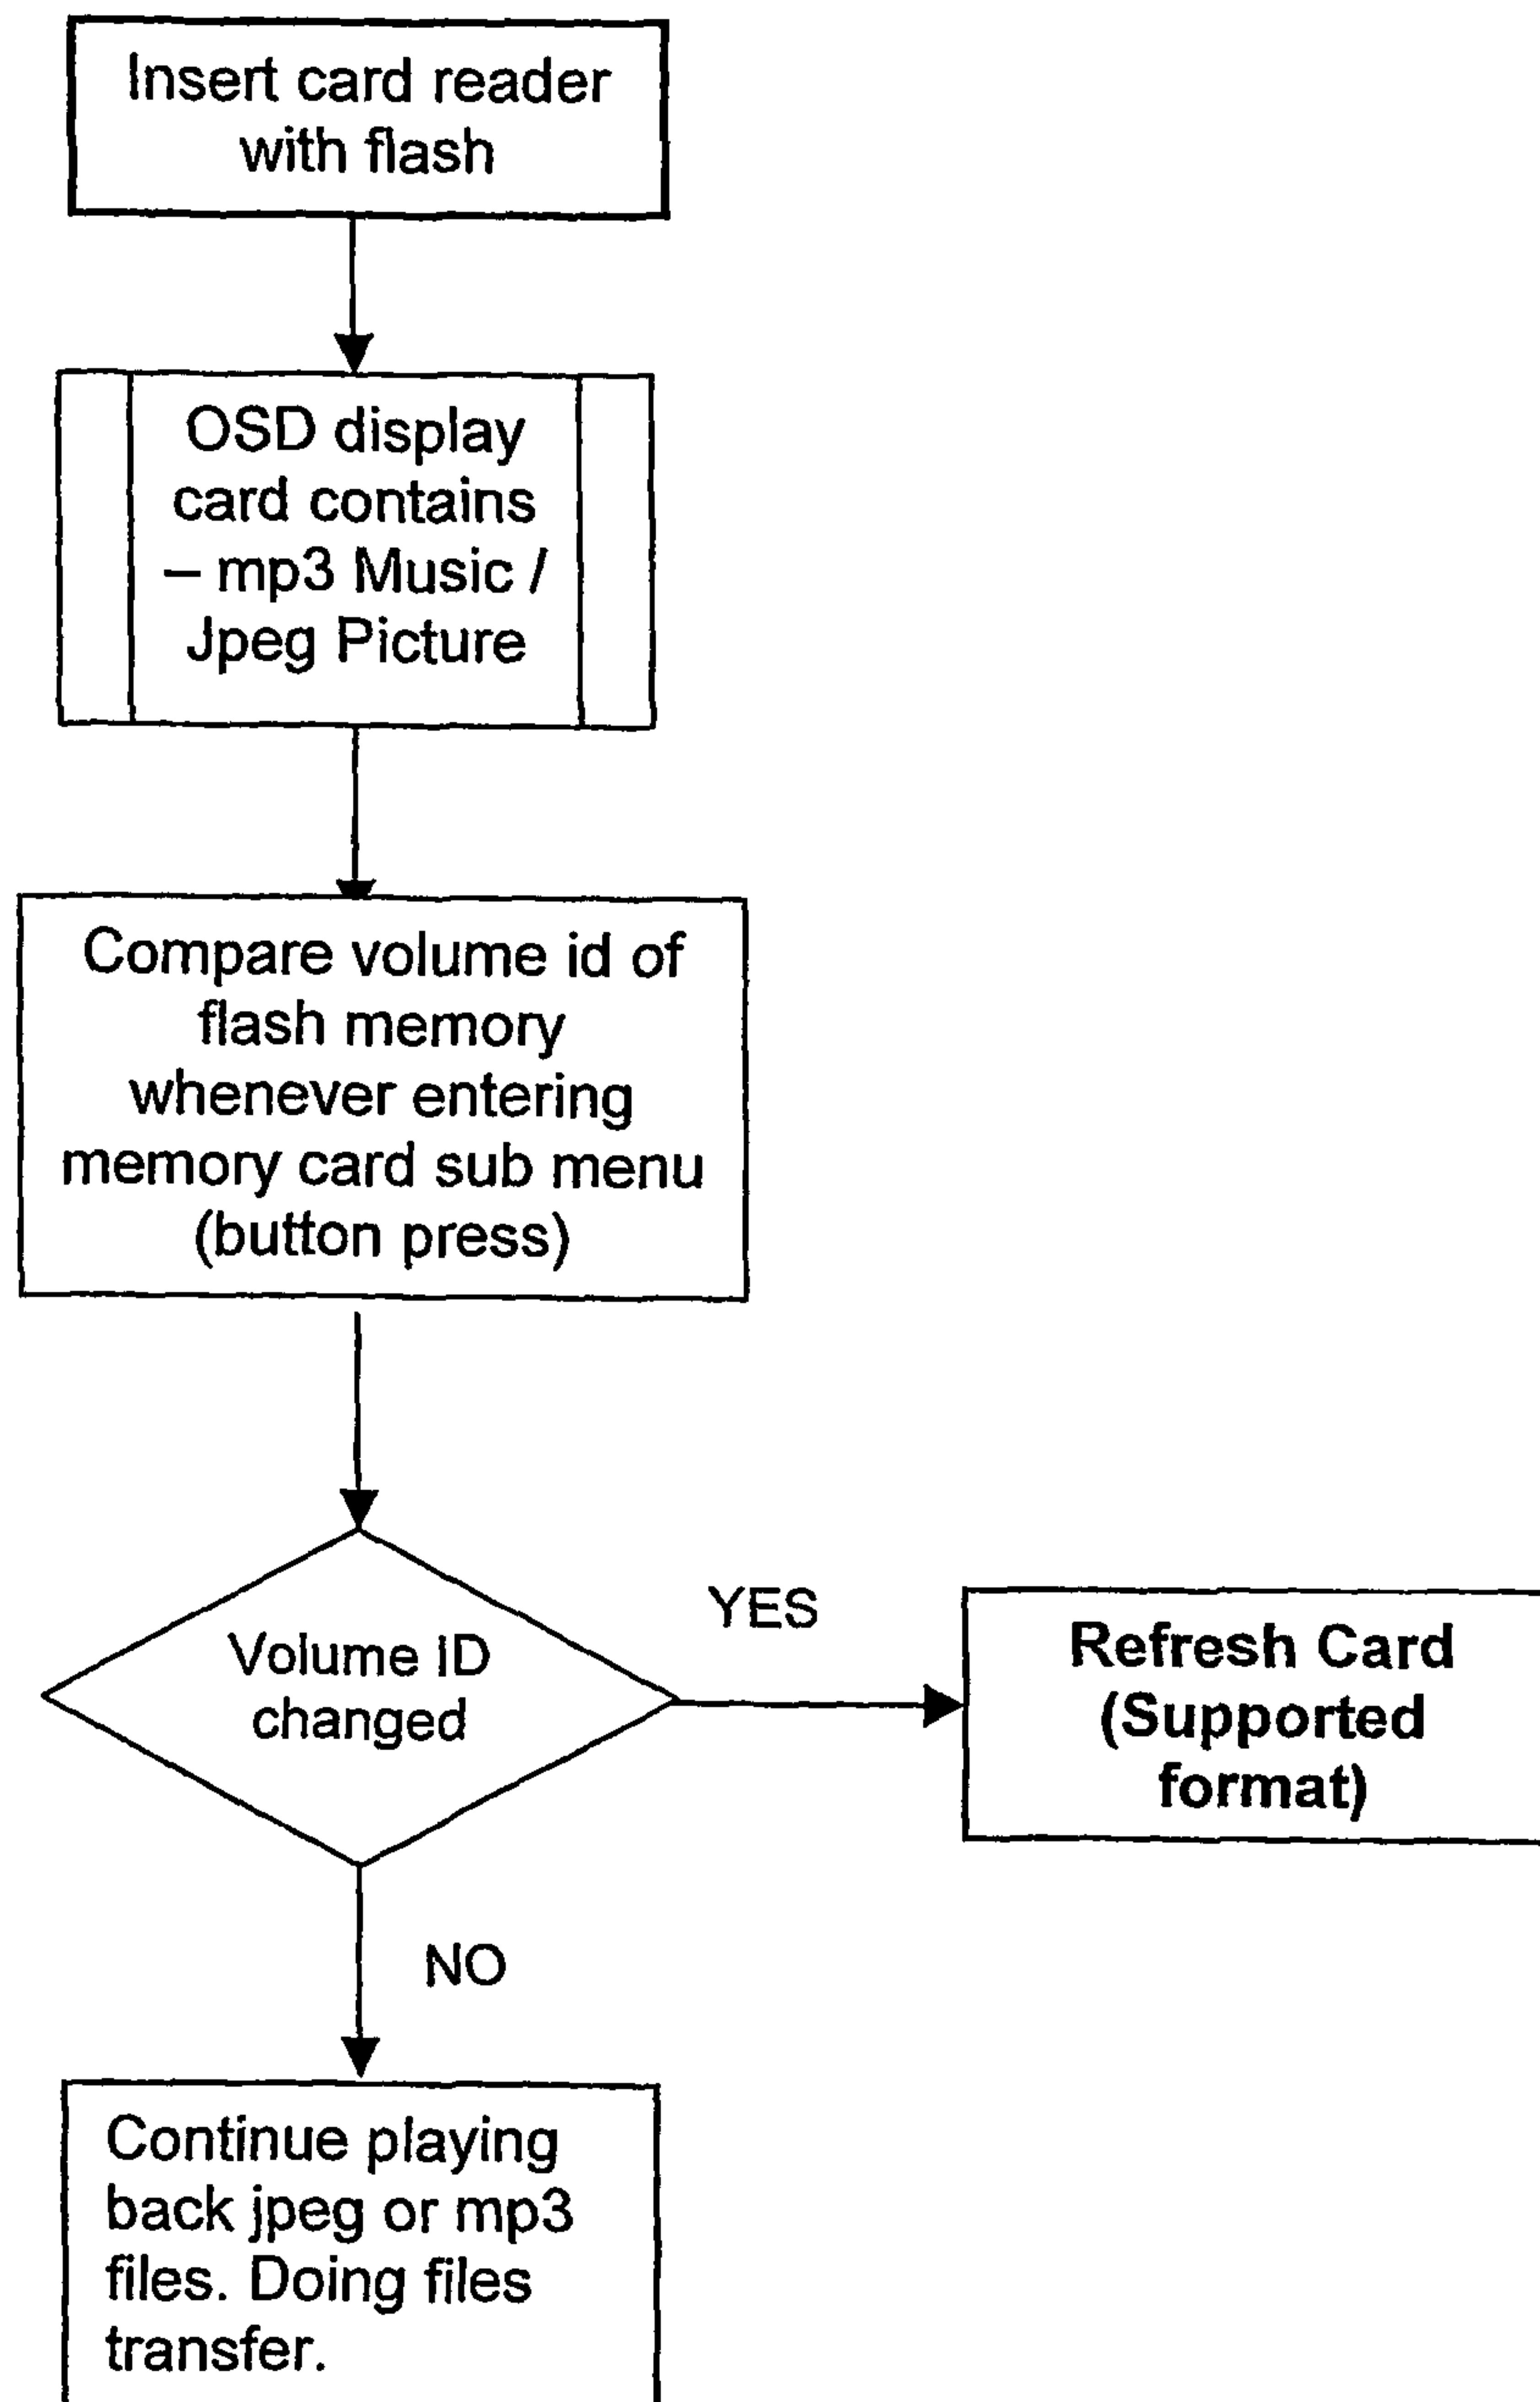 Insert card reader
with flash
OSD display
card contains
– mp3 Music /
Jpeg Picture
Compare volume id of
flash memory
whenever entering
memory card sub menu
(button press)
Volume ID
changed
YES
Refresh Card
(Supported
format)
NO
Continue playing
back jpeg or mp3
files. Doing files
transfer.